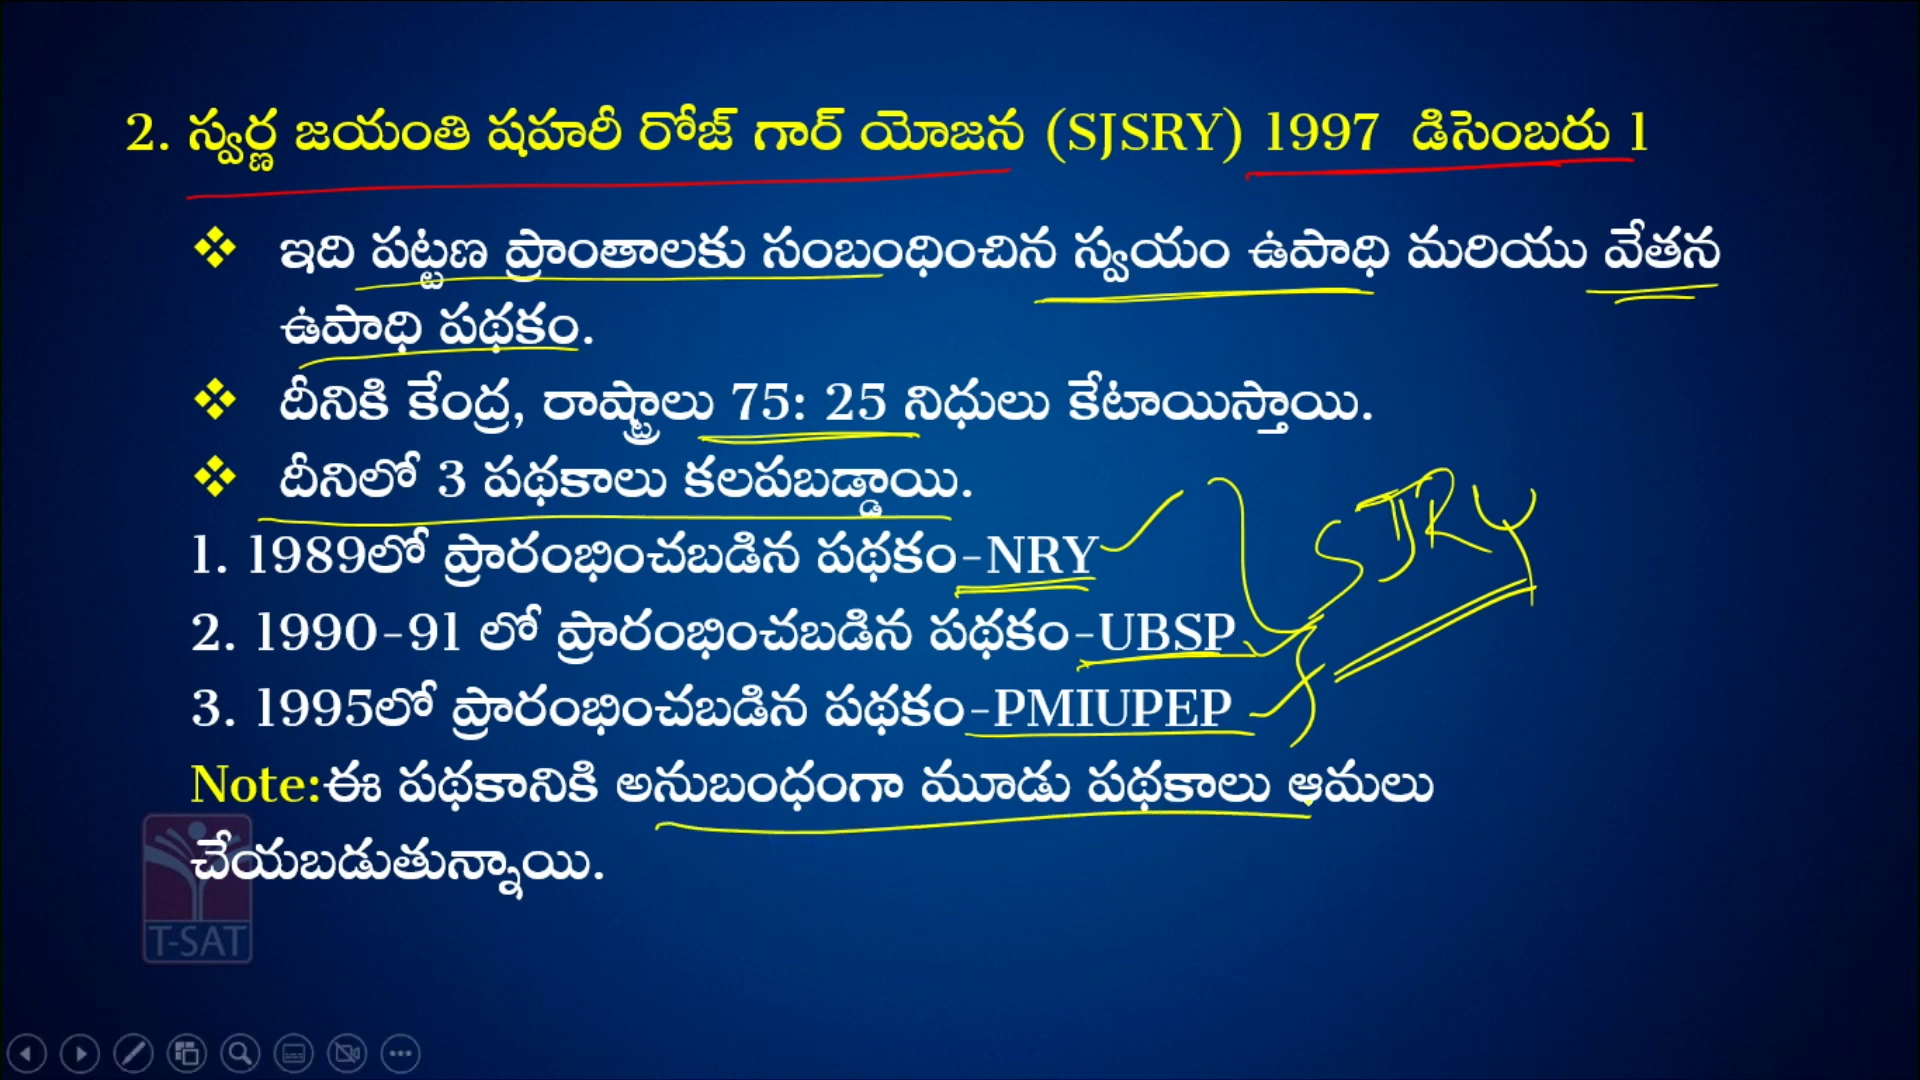 2. స్వర్ణ జయంతి షహరీ రోజ్ గార్ యోజన (SJSRY) 1997 డిసెంబరు 1
❖ ఇది పట్టణ ప్రాంతాలకు సంబంధించిన స్వయం ఉపాధి మరియు వేతన
ఉపాధి పథకం.
❖ దీనికి కేంద్ర, రాష్ట్రాలు 75: 25 నిధులు కేటాయిస్తాయి.
❖ దీనిలో 3 పథకాలు కలపబడ్డాయి.
SJRY
1. 1989లో ప్రారంభించబడిన పథకం-NRY
2. 1990-91 లో ప్రారంభించబడిన పథకం-UBSP
3. 1995లో ప్రారంభించబడిన పథకం-PMIUPEP
Note:ఈ పథకానికి అనుబంధంగా మూడు పథకాలు ఆమలు
చేయబడుతున్నాయి.
T-SAT